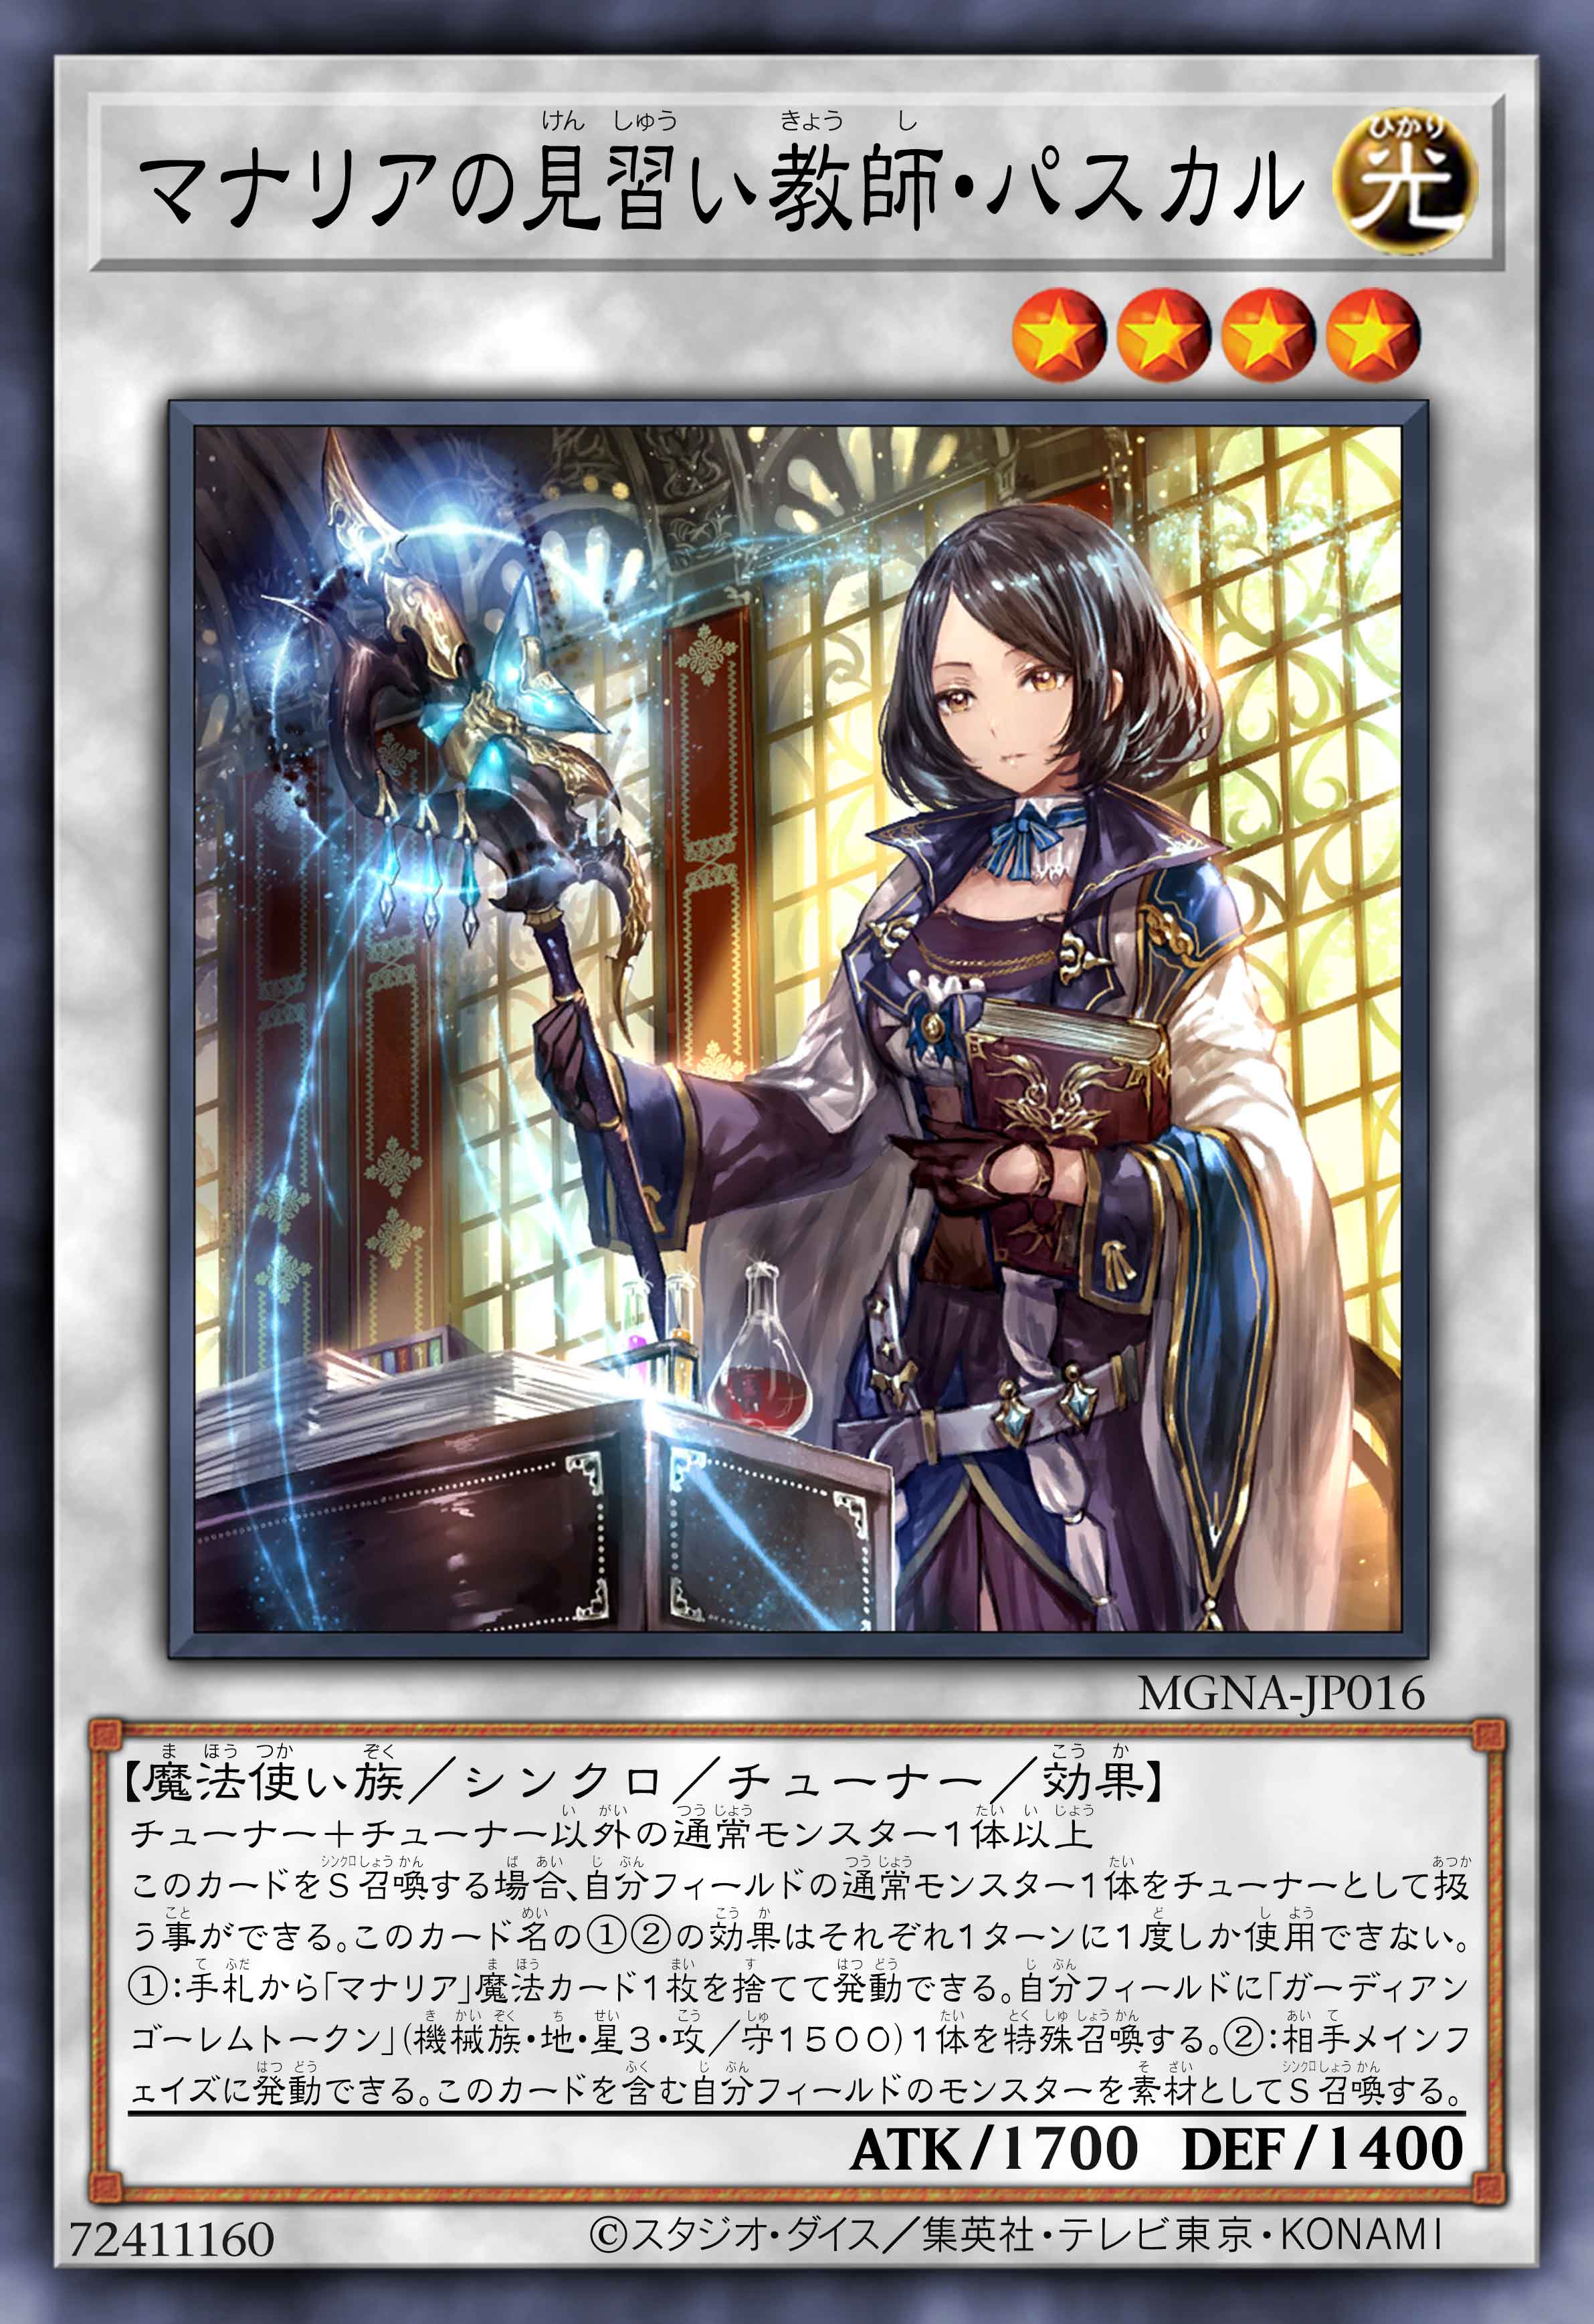 マナリアの見習い教師・パスカル
光
MGNA-JP016
【魔法使い族／シンクロ／チューナー／効果】
チューナー＋チューナー以外の通常モンスター１体以上
このカードをＳ召喚する場合、自分フィールドの通常モンスター１体をチューナーとして扱
う事ができる。このカード名の①②の効果はそれぞれ１ターンに１度しか使用できない。
①：手札から「マナリア」魔法カード１枚を捨てて発動できる。自分フィールドに「ガーディアン
ゴーレムトークン」(機械族・地・星３・攻／守１５００)１体を特殊召喚する。②：相手メインフ
ェイズに発動できる。このカードを含む自分フィールドのモンスターを素材としてＳ召喚する。
ATK/1700 DEF/1400
72411160 ©スタジオ・ダイス／集英社・テレビ東京・KONAMI